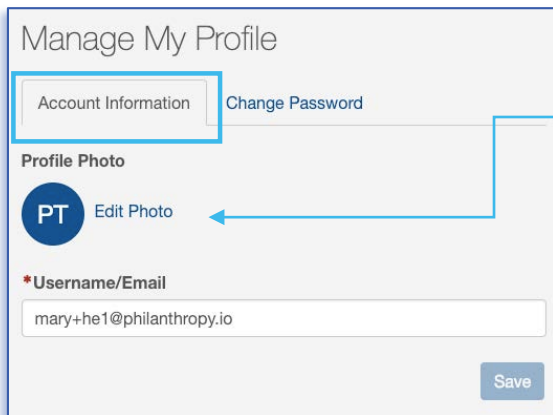 Manage My Profile
Account Information Change Password
Profile Photo
PT Edit Photo
*Username/Email
mary+he1@philanthropy.io
Save